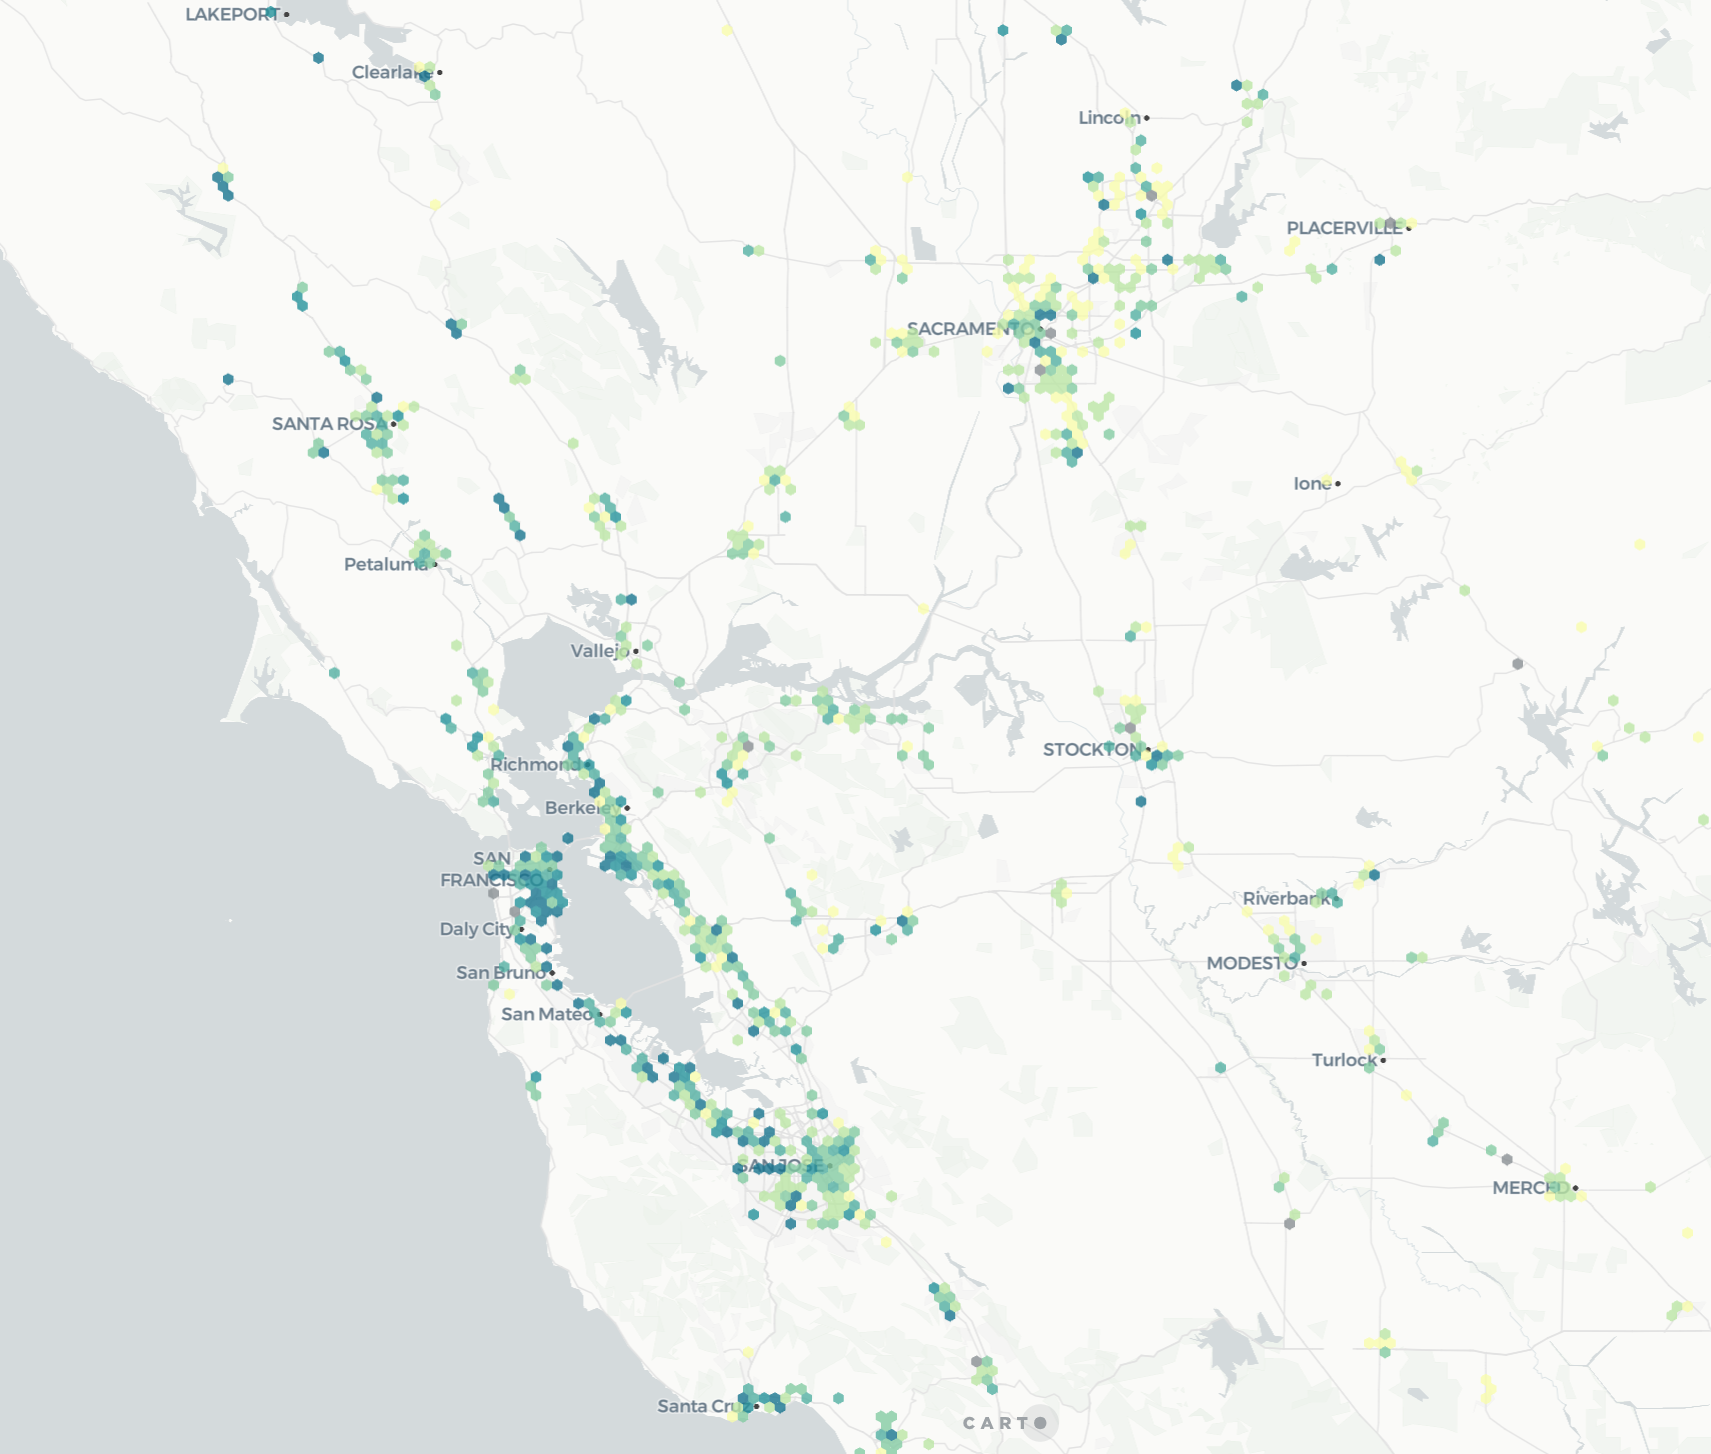 LAKEPORT
Clearlake
Lincoln
PLACERVILLE
SACRAMENTO
SANTA ROSA
Ione
Petaluma
Vallejo
STOCKTON
Richmond
Berkeley
SAN
FRANCISCO
Riverbank
Daly City
MODESTO
San Bruno
San Mateo
Turlock
SAN JOSE
MERCED
Santa Cruz
CART